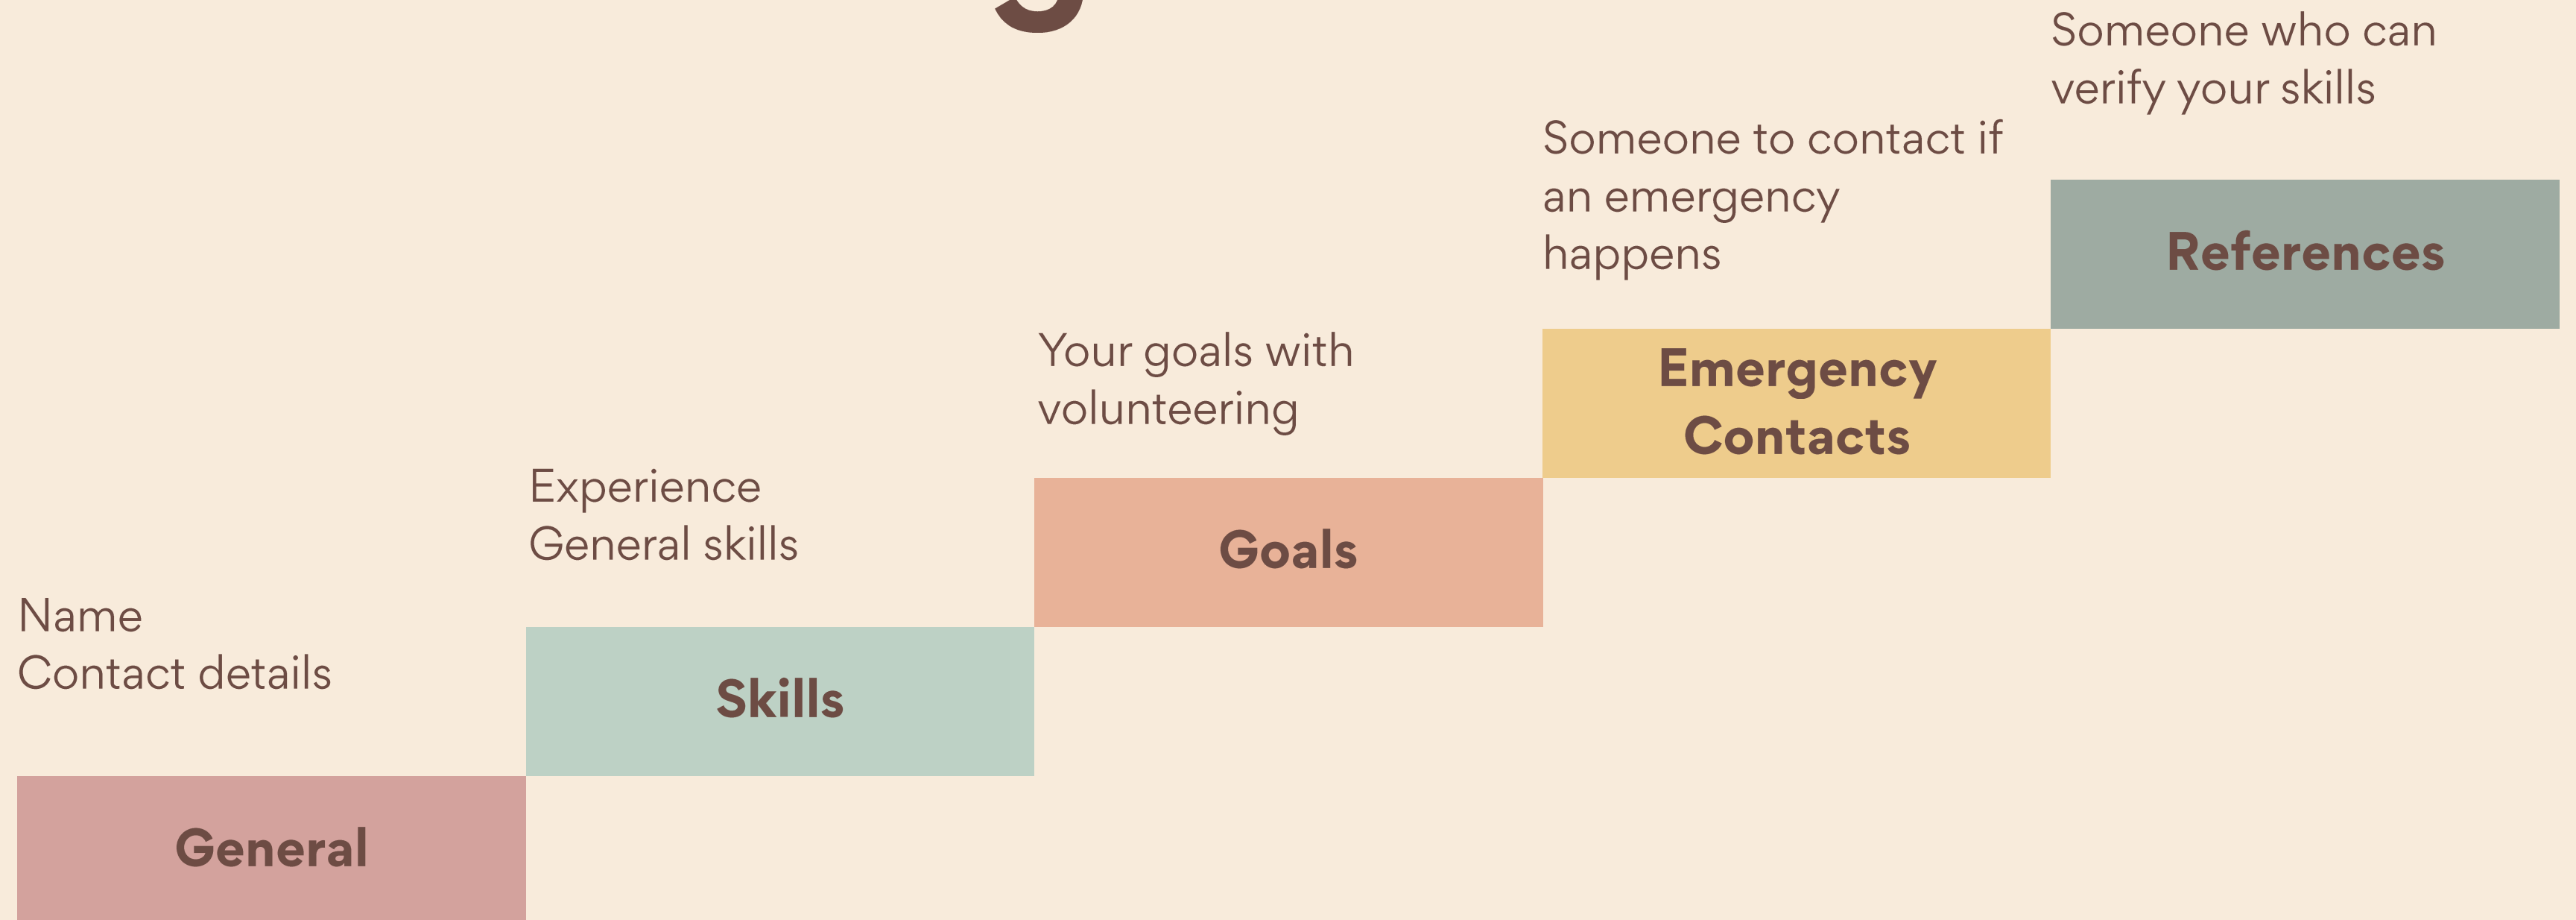 Someone who can
verify your skills
References
Someone to contact if
an emergency
happens
Emergency
Contacts
Your goals with
volunteering
Goals
Experience
General skills
Skills
Name
Contact details
General